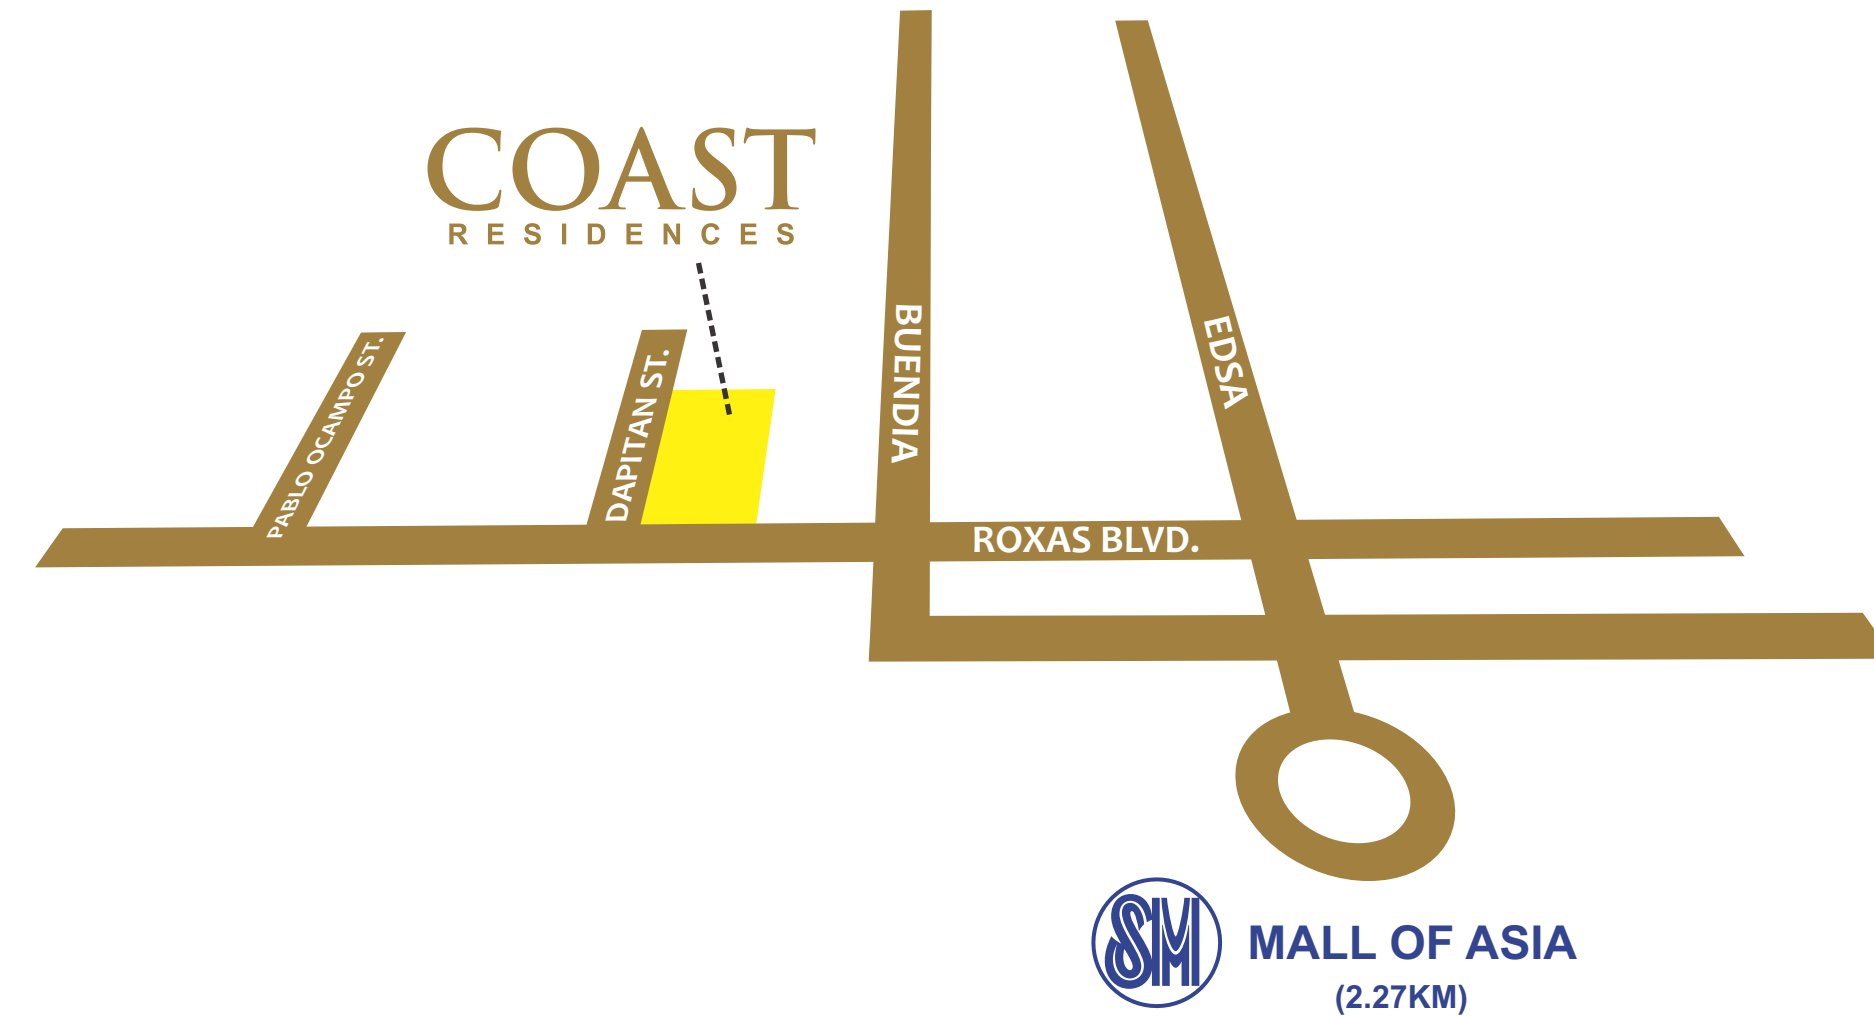 COAST
RESIDENCES
PABLO OCAMPO ST.
DAPITAN ST.
BUENDIA
EDSA
ROXAS BLVD.
SM
MALL OF ASIA
(2.27KM)